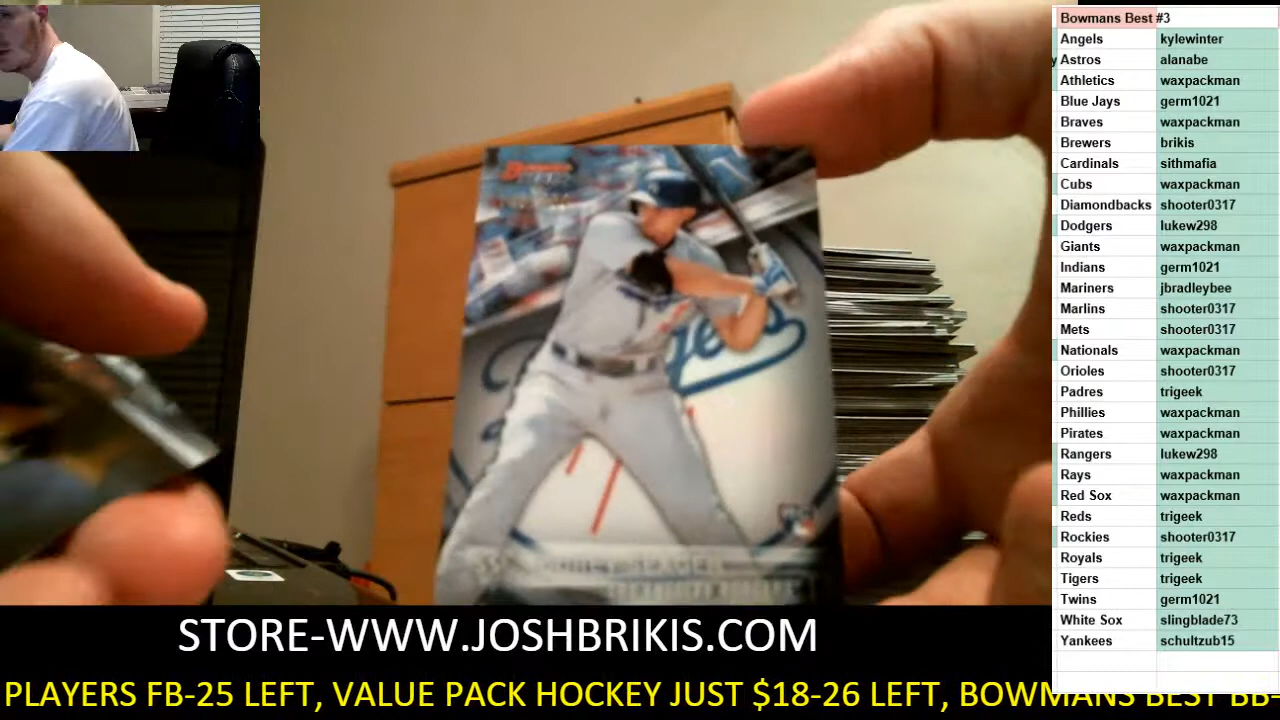 Bowmans Best #3
Angels kylewinter
y Astros alanabe
Athletics waxpackman
Blue Jays germ1021
Braves waxpackman
Brewers brikis
Cardinals sithmafia
Cubs waxpackman
Diamondbacks shooter0317
Dodgers lukew298
Giants waxpackman
Indians germ1021
Mariners jbradleybee
Marlins shooter0317
Mets shooter0317
Nationals waxpackman
Orioles shooter0317
Padres trigeek
Phillies waxpackman
Pirates waxpackman
Rangers lukew298
Rays waxpackman
Red Sox waxpackman
Reds trigeek
Rockies shooter0317
Royals trigeek
Tigers trigeek
Twins germ1021
White Sox slingblade73
Yankees schultzub15
Bowman
COREY SEAGER
STORE-WWW.JOSHBRIKIS.COM
PLAYERS FB-25 LEFT, VALUE PACK HOCKEY JUST $18-26 LEFT, BOWMANS BEST BB-